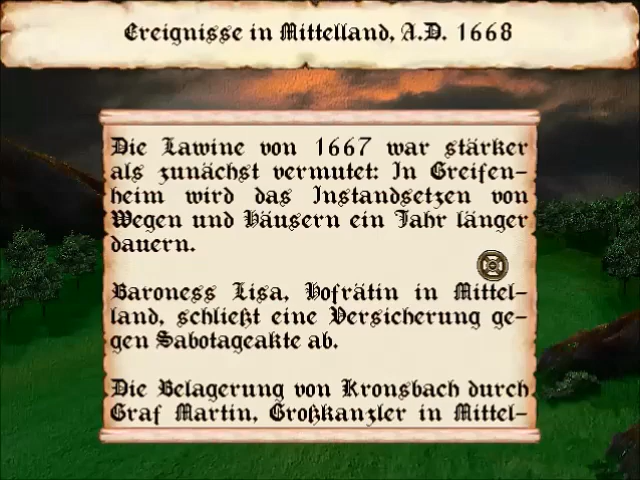 Ereignisse in Mittelland, A.D. 1668
Die Lawine von 1667 war stärker
als zunächst vermutet: In Greifen-
heim wird das Instandsetzen von
Wegen und Häusern ein Jahr länger
dauern.
Baroness Lisa, Hofrätin in Mittel-
land, schließt eine Versicherung ge-
gen Sabotageakte ab.
Die Belagerung von Kronsbach durch
Graf Martin, Großkanzler in Mittel-